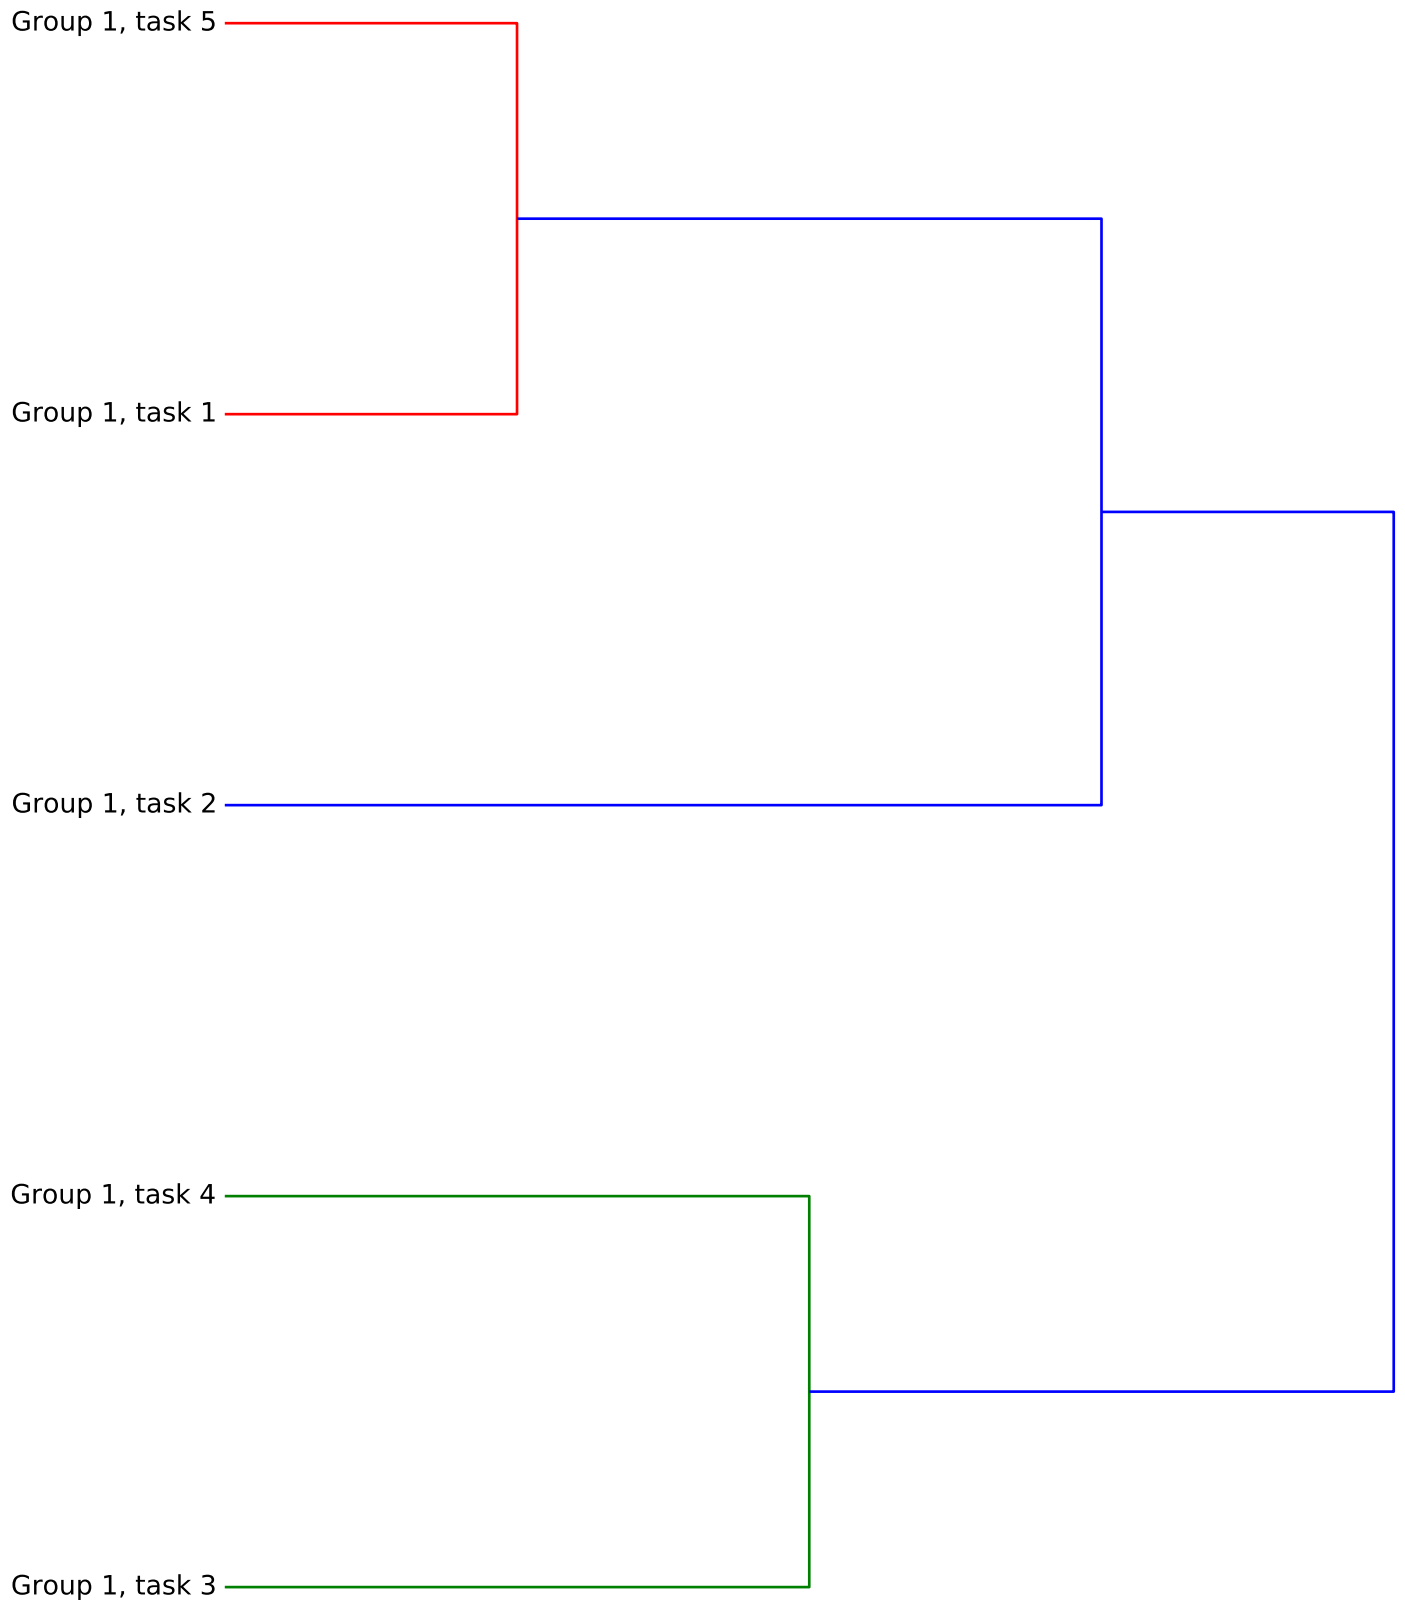 Group 1, task 5
Group 1, task 1
Group 1, task 2
Group 1, task 4
Group 1, task 3